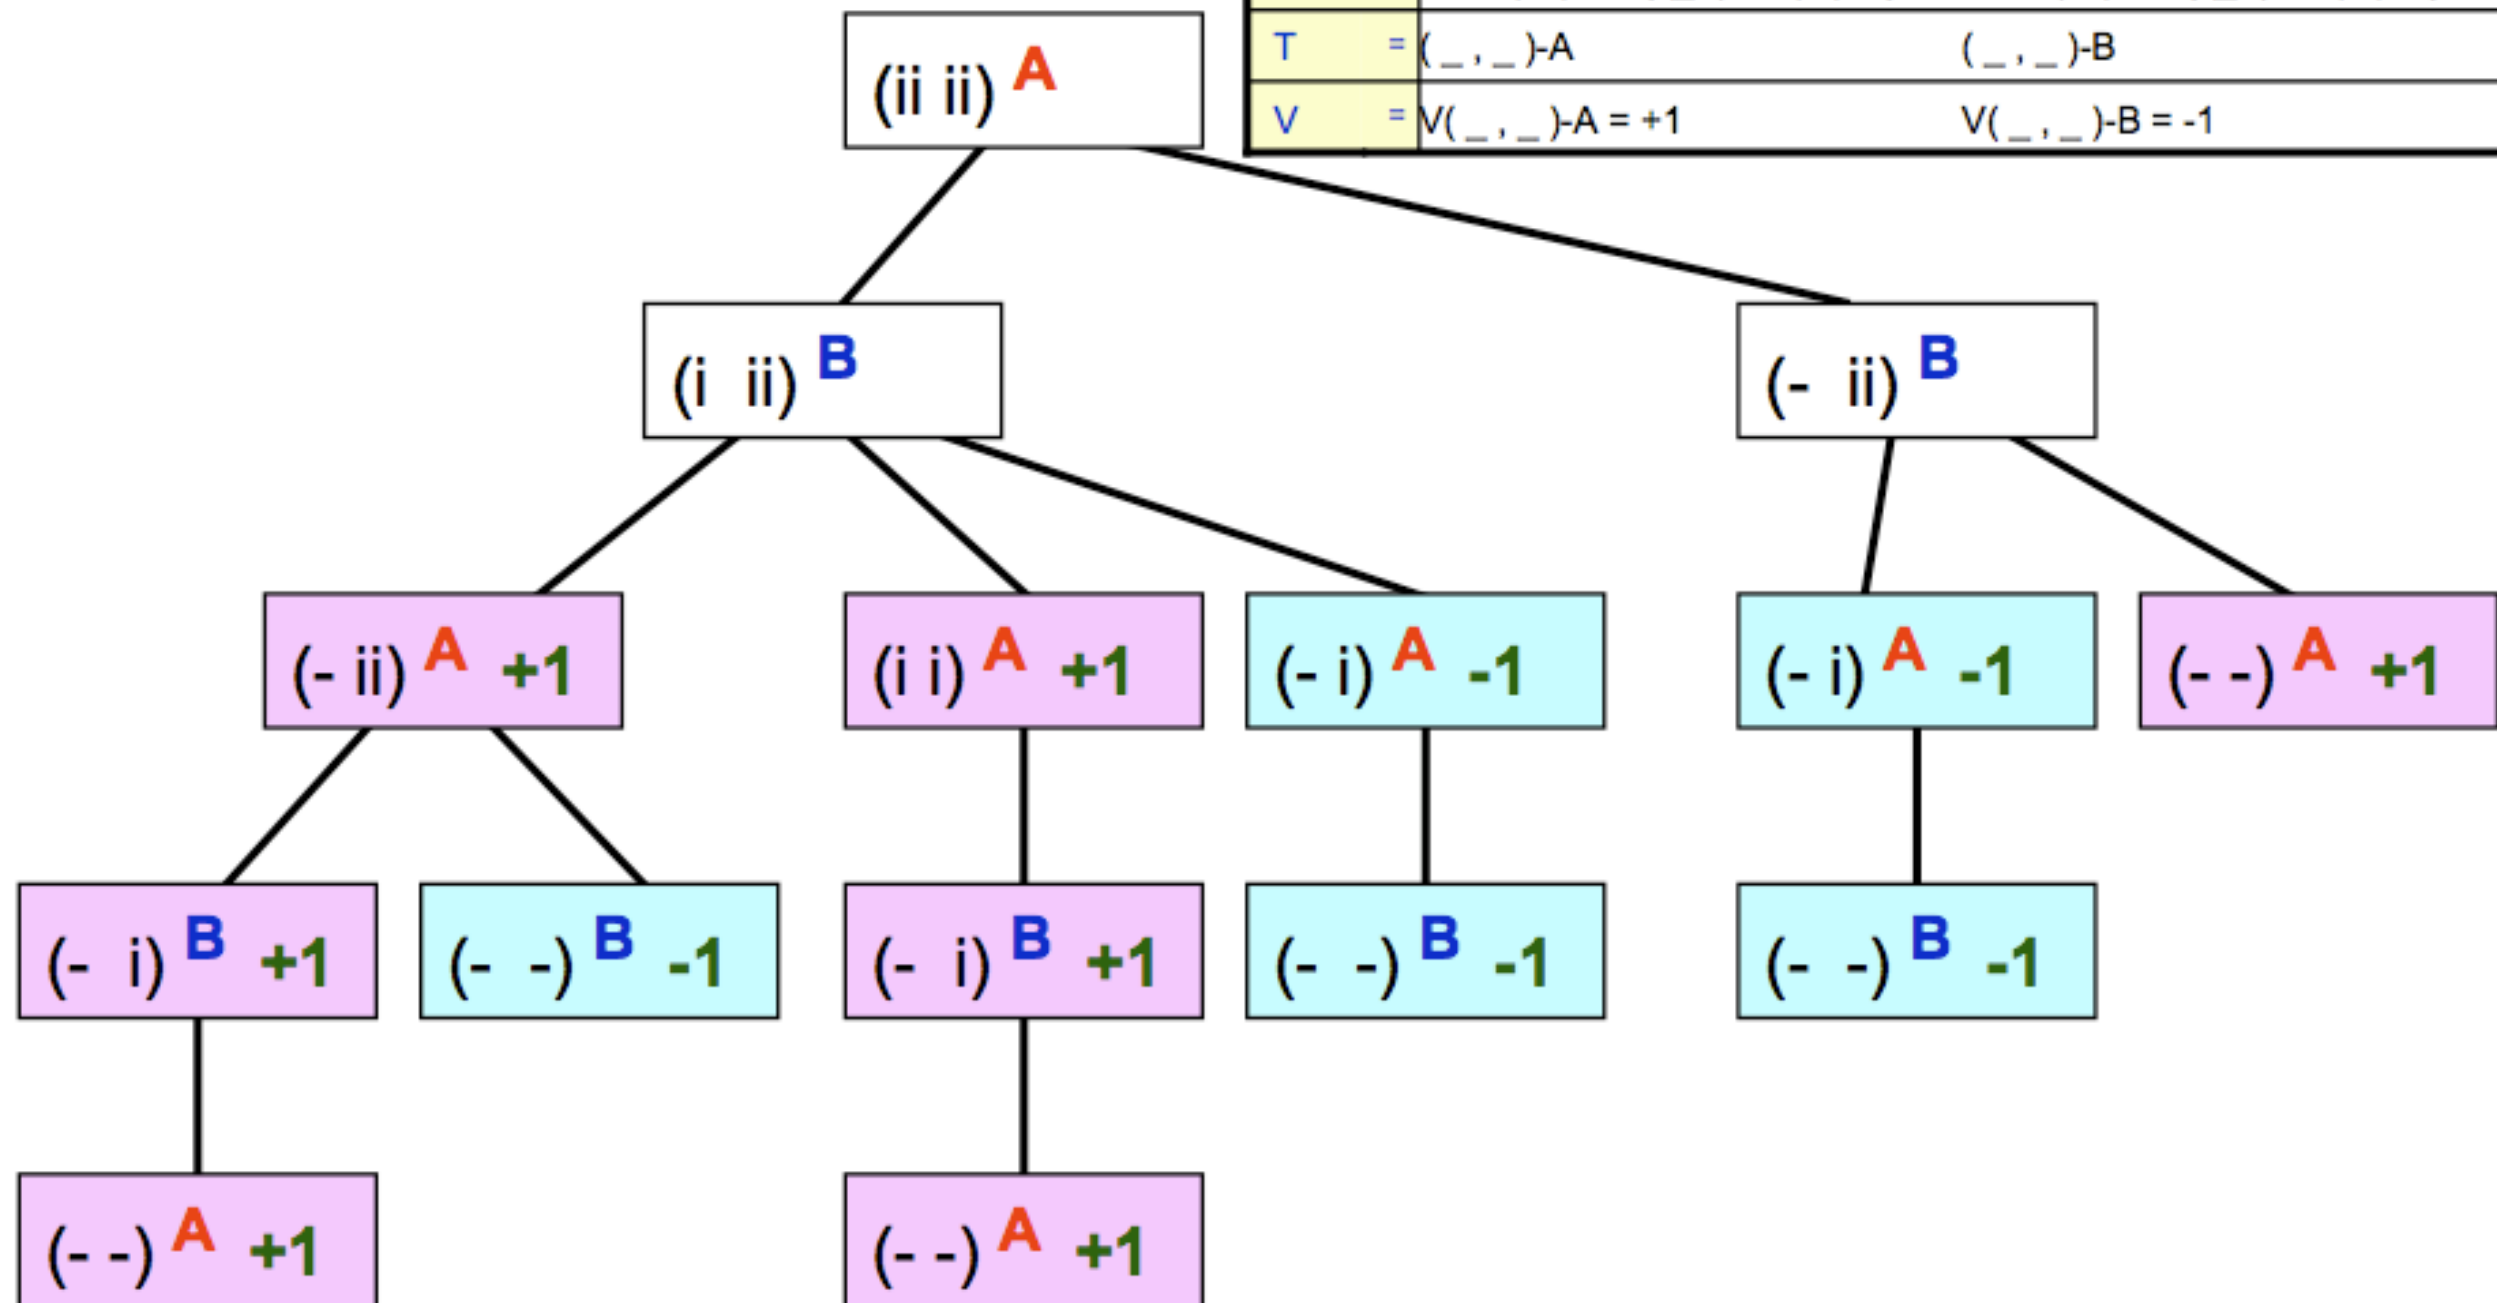 T = ( _ , _ )-A ( _ , _ )-B
V = V( _ , _ )-A = +1 V( _ , _ )-B = -1
(ii ii) A
(i ii) B
(- ii) B
(- ii) A +1
(i i) A +1
(- i) A -1
(- i) A -1
(- -) A +1
(- i) B +1
(- -) B -1
(- i) B +1
(- -) B -1
(- -) B -1
(- -) A +1
(- -) A +1